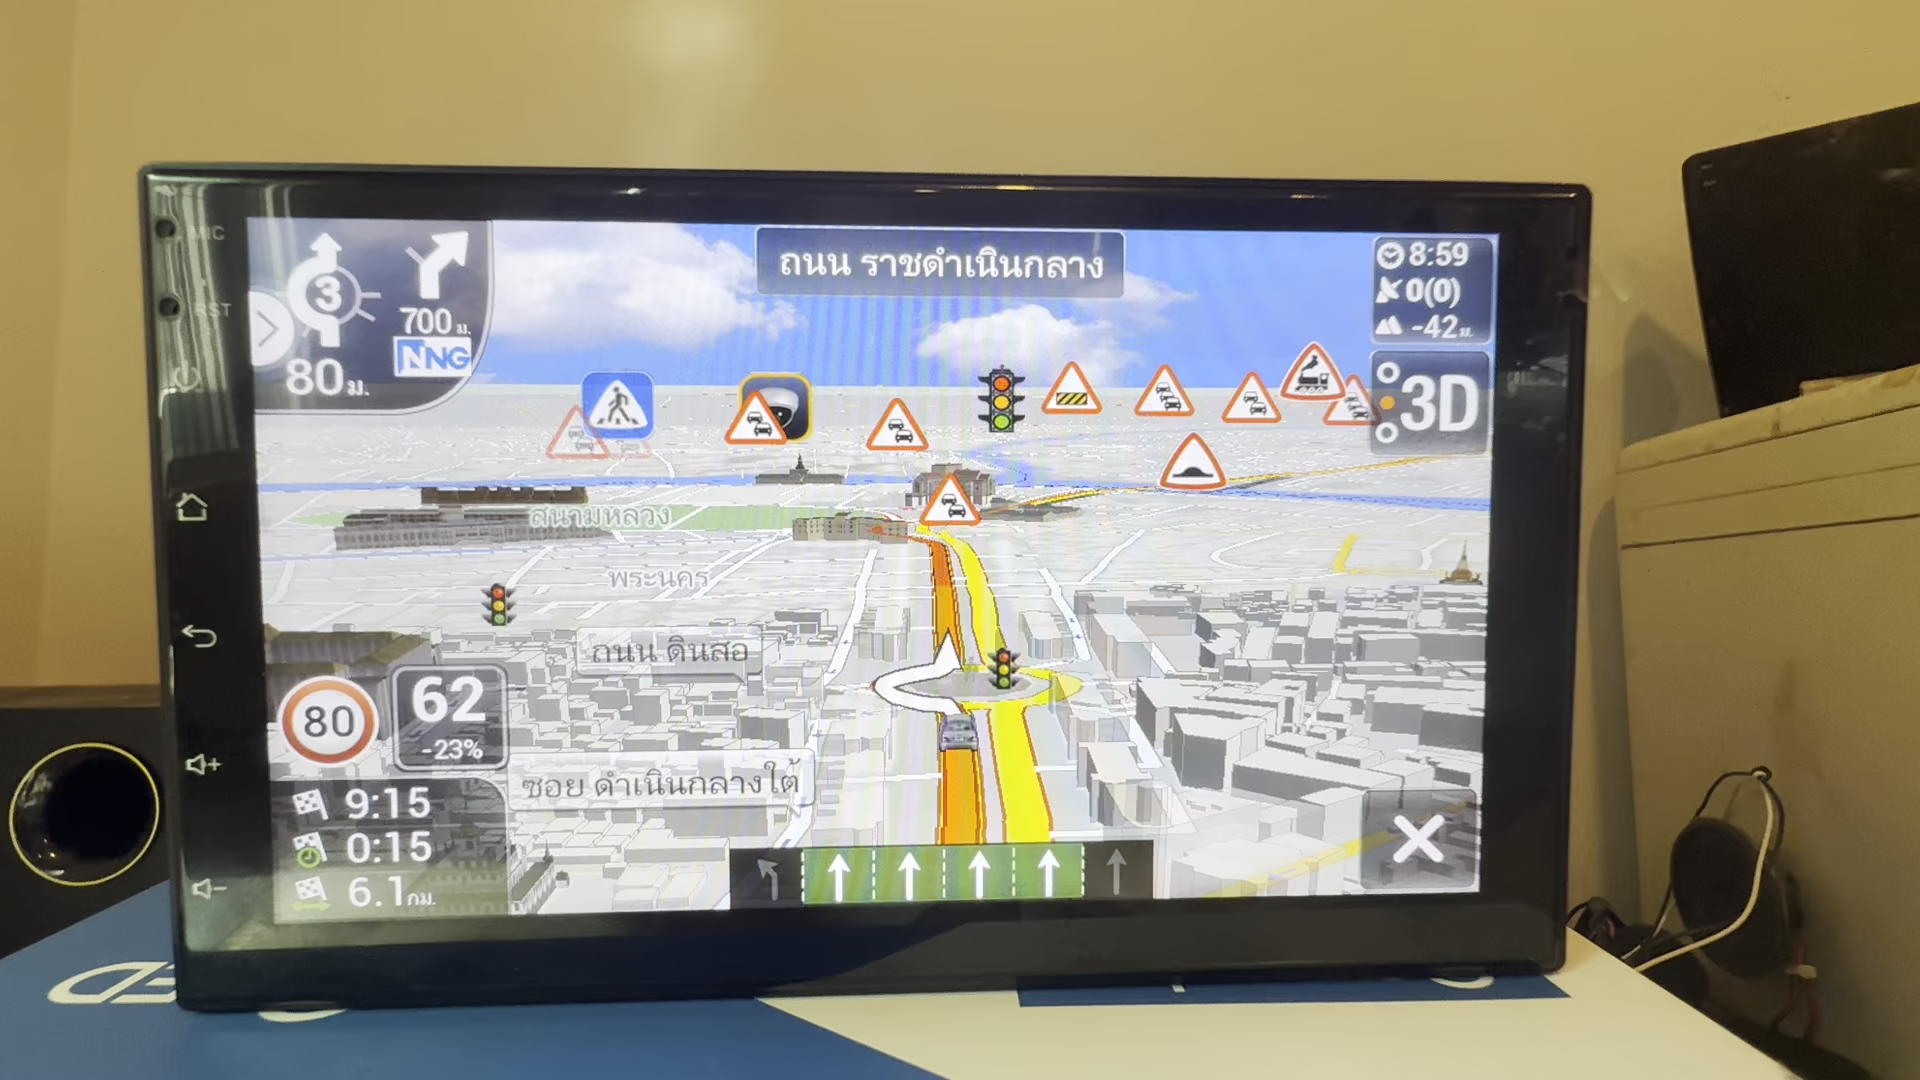 MIC
RST
3
80 ม.
700 ม.
NNG
ถนน ราชดำเนินกลาง
8:59
0(0)
-42 ม.
3D
สนามหลวง
พระนคร
ถนน ดินสอ
80
62
-23%
ซอย ดำเนินกลางใต้
9:15
0:15
6.1 กม.